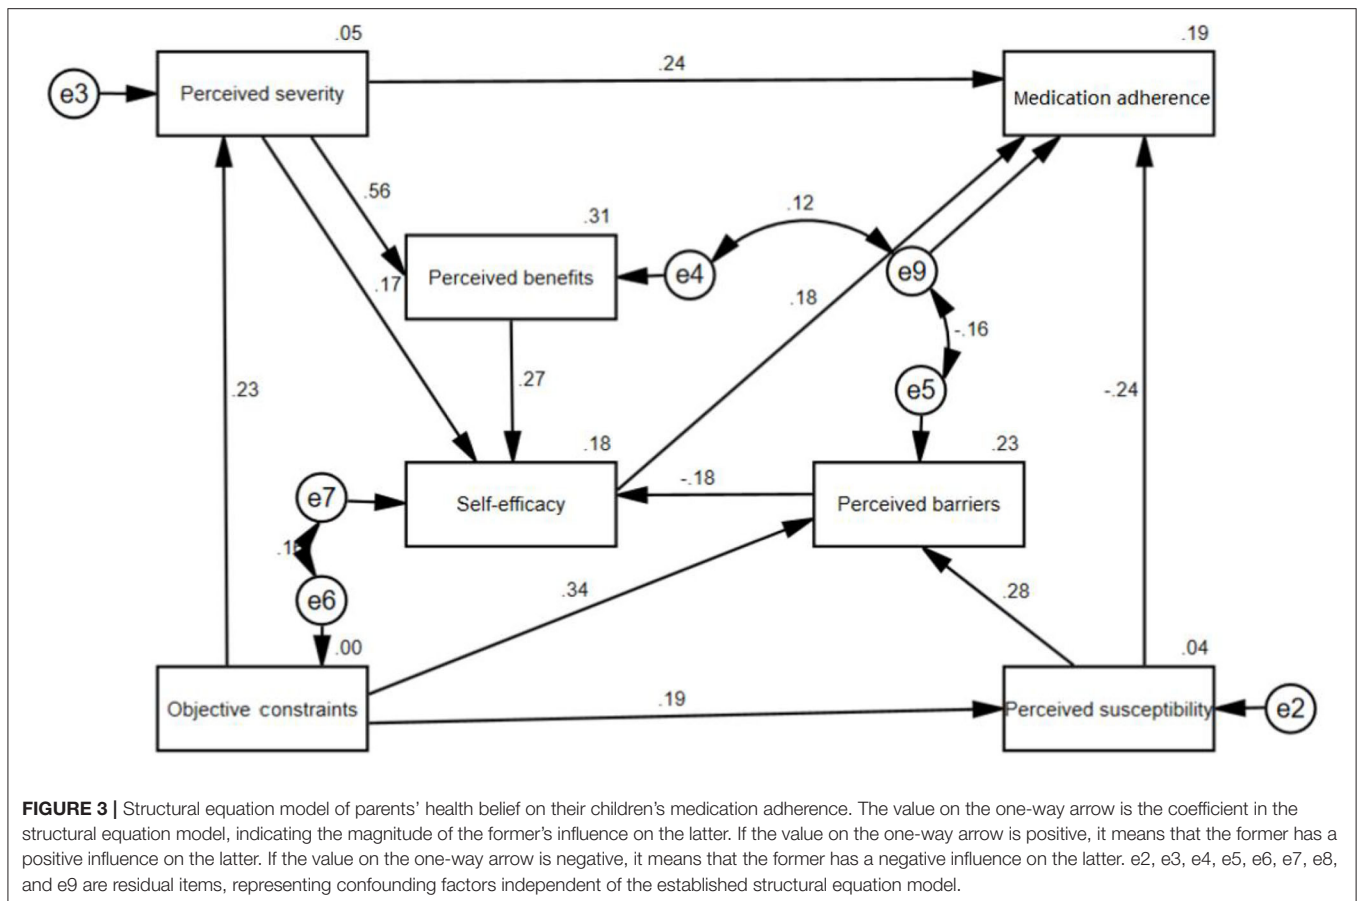 .05
.19
.24
e3
Perceived severity
Medication adherence
.56
.12
.31
.17
Perceived benefits
e4
e9
.18
-.16
.27
.23
e5
-.24
.18
.23
-.18
e7
Self-efficacy
Perceived barriers
.34
.28
e6
.00
.04
Objective constraints
.19
Perceived susceptibility
e2
FIGURE 3 | Structural equation model of parents’ health belief on their children’s medication adherence. The value on the one-way arrow is the coefficient in the
structural equation model, indicating the magnitude of the former’s influence on the latter. If the value on the one-way arrow is positive, it means that the former has a
positive influence on the latter. If the value on the one-way arrow is negative, it means that the former has a negative influence on the latter. e2, e3, e4, e5, e6, e7, e8,
and e9 are residual items, representing confounding factors independent of the established structural equation model.